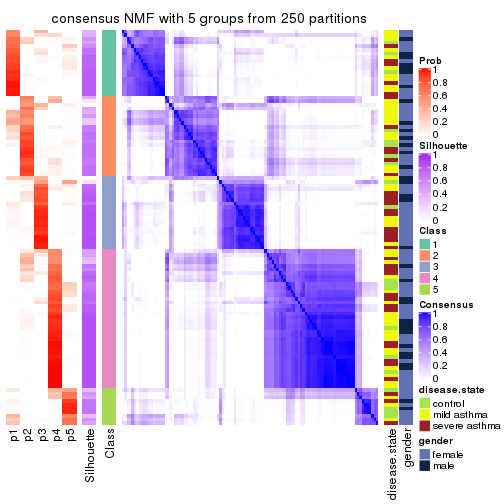 consensus NMF with 5 groups from 250 partitions
Prob
1
0.8
0.6
0.4
0.2
0
Silhouette
1
0.8
0.6
0.4
0.2
0
Class
1
2
3
4
5
Consensus
1
0.8
0.6
0.4
0.2
0
disease.state
control
mild asthma
severe asthma
gender
female
male
p1
p2
p3
p4
p5
Silhouette
Class
disease.state
gender